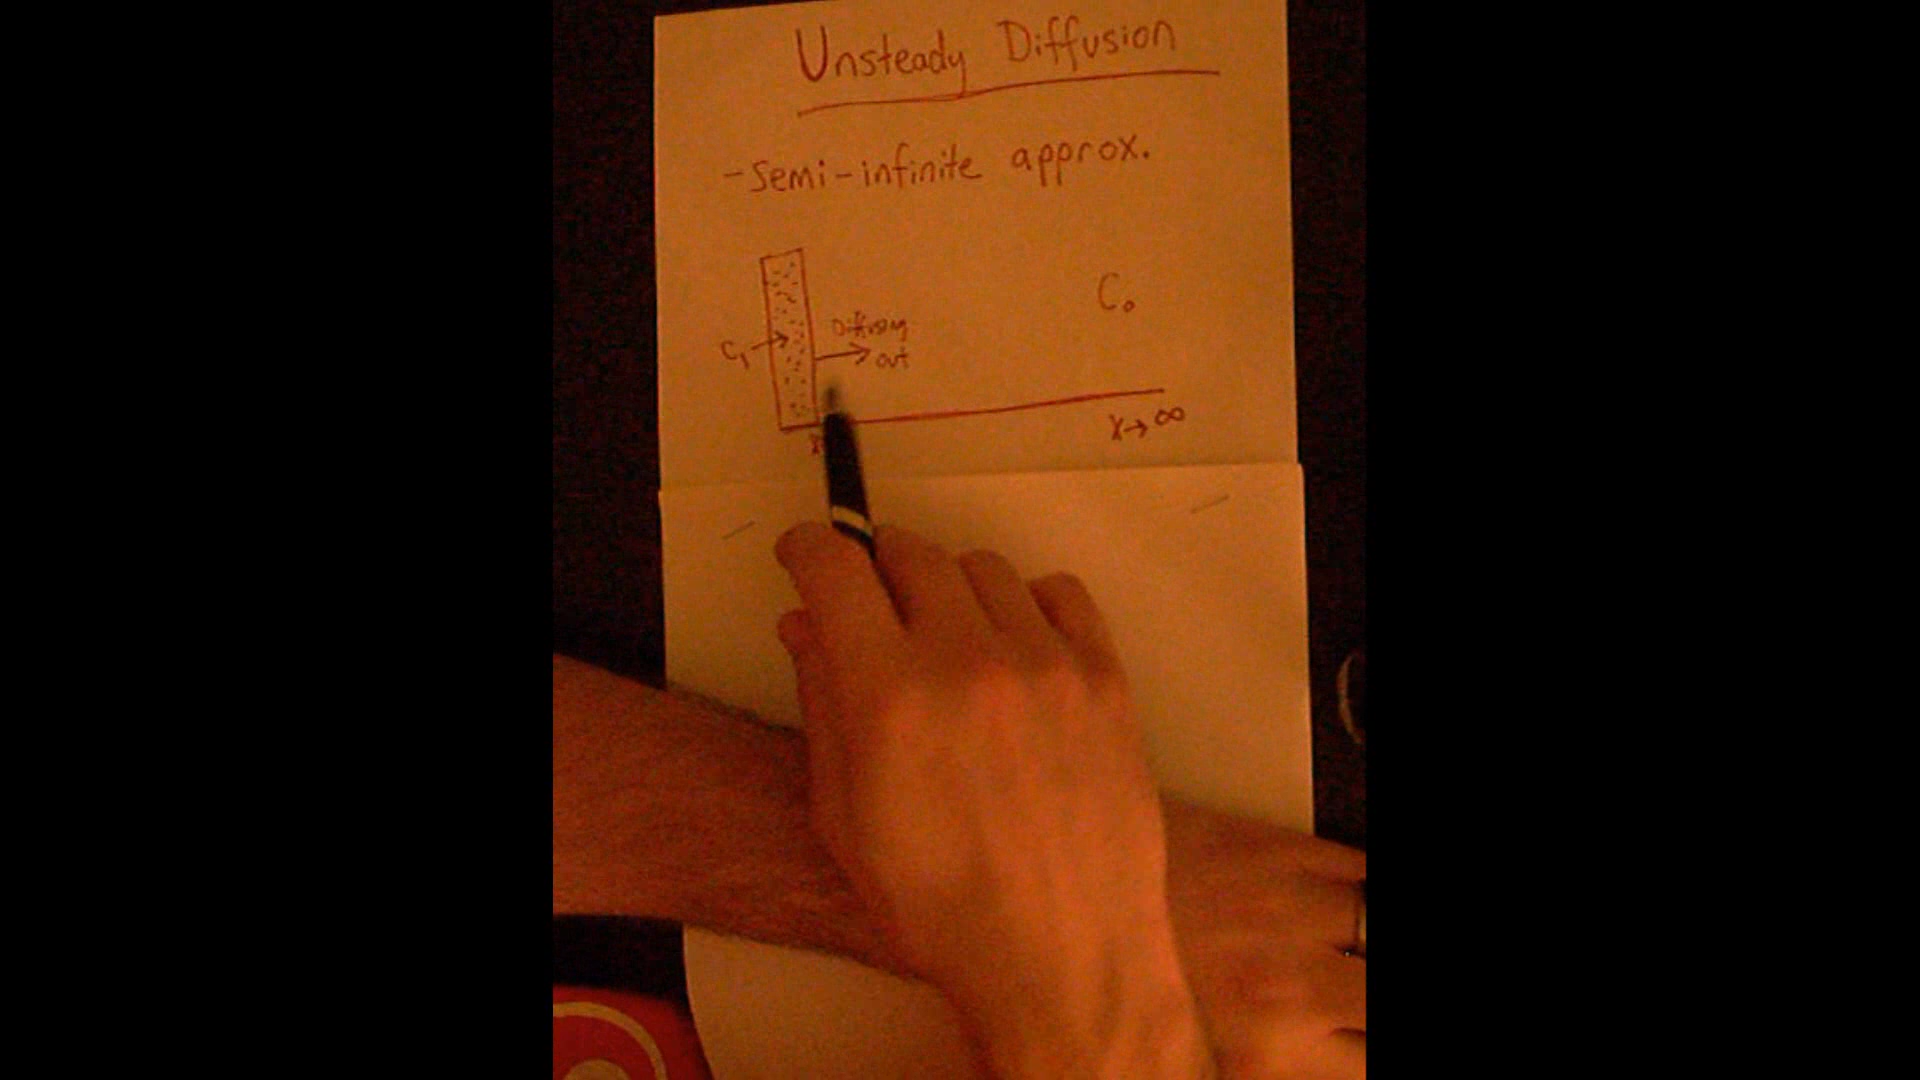 Unsteady Diffusion
- Semi-infinite approx.
C₀
Diffusing
C₁
out
X→∞
X